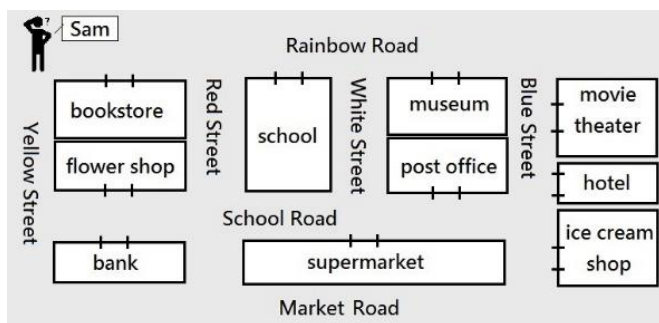 ?
Sam
Rainbow Road
bookstore
flower shop
Yellow Street
Red Street
school
White Street
museum
post office
Blue Street
movie
theater
hotel
ice cream
shop
School Road
bank
supermarket
Market Road